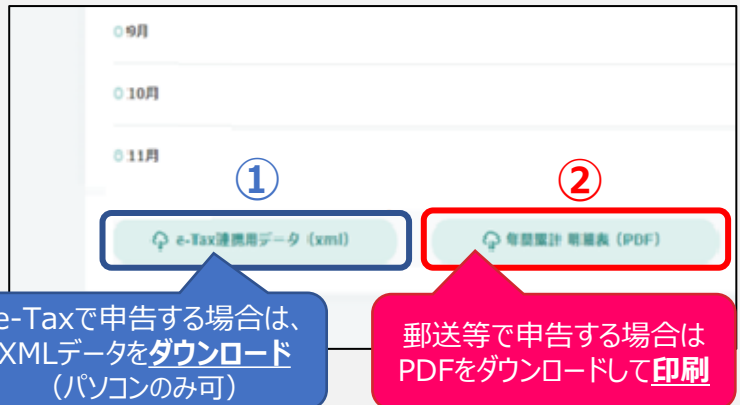 9月
10月
11月
① ②
e-Tax連携用データ（xml） 年間集計 明細表（PDF）
e-Taxで申告する場合は、
XMLデータをダウンロード
（パソコンのみ可）
郵送等で申告する場合は
PDFをダウンロードして印刷